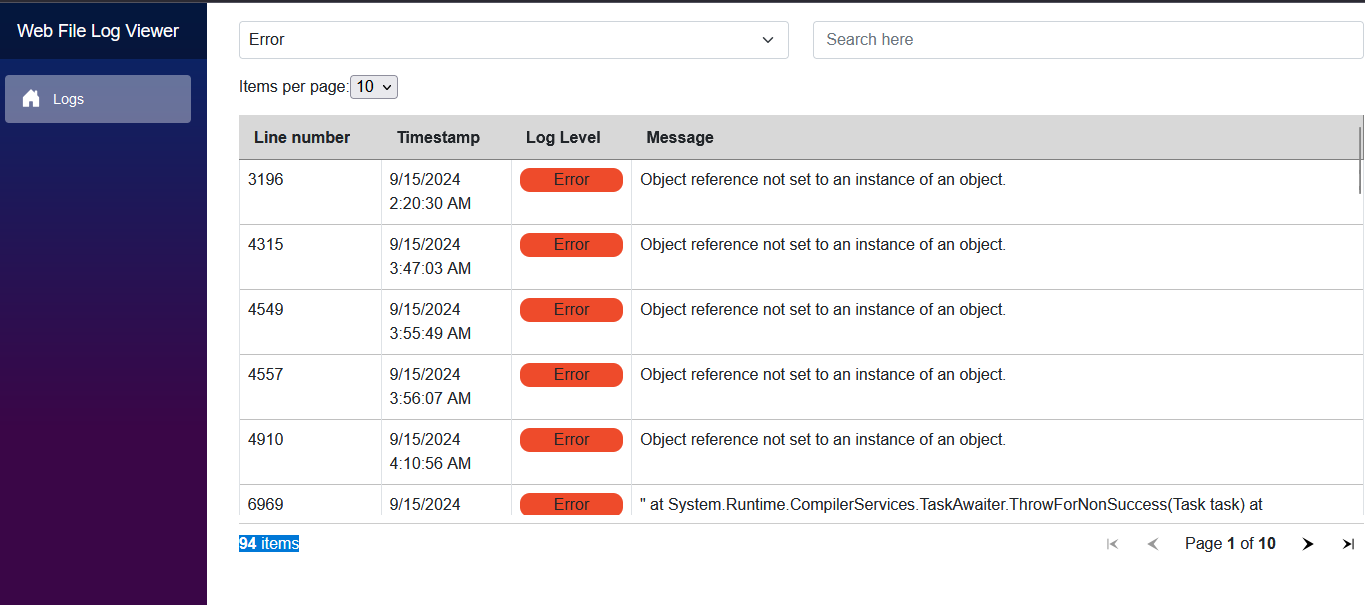 Web File Log Viewer
Logs
Error
Search here
Items per page: 10
Line number Timestamp Log Level Message
3196 9/15/2024 Error Object reference not set to an instance of an object.
2:20:30 AM
4315 9/15/2024 Error Object reference not set to an instance of an object.
3:47:03 AM
4549 9/15/2024 Error Object reference not set to an instance of an object.
3:55:49 AM
4557 9/15/2024 Error Object reference not set to an instance of an object.
3:56:07 AM
4910 9/15/2024 Error Object reference not set to an instance of an object.
4:10:56 AM
6969 9/15/2024 Error " at System.Runtime.CompilerServices.TaskAwaiter.ThrowForNonSuccess(Task task) at
94 items Page 1 of 10